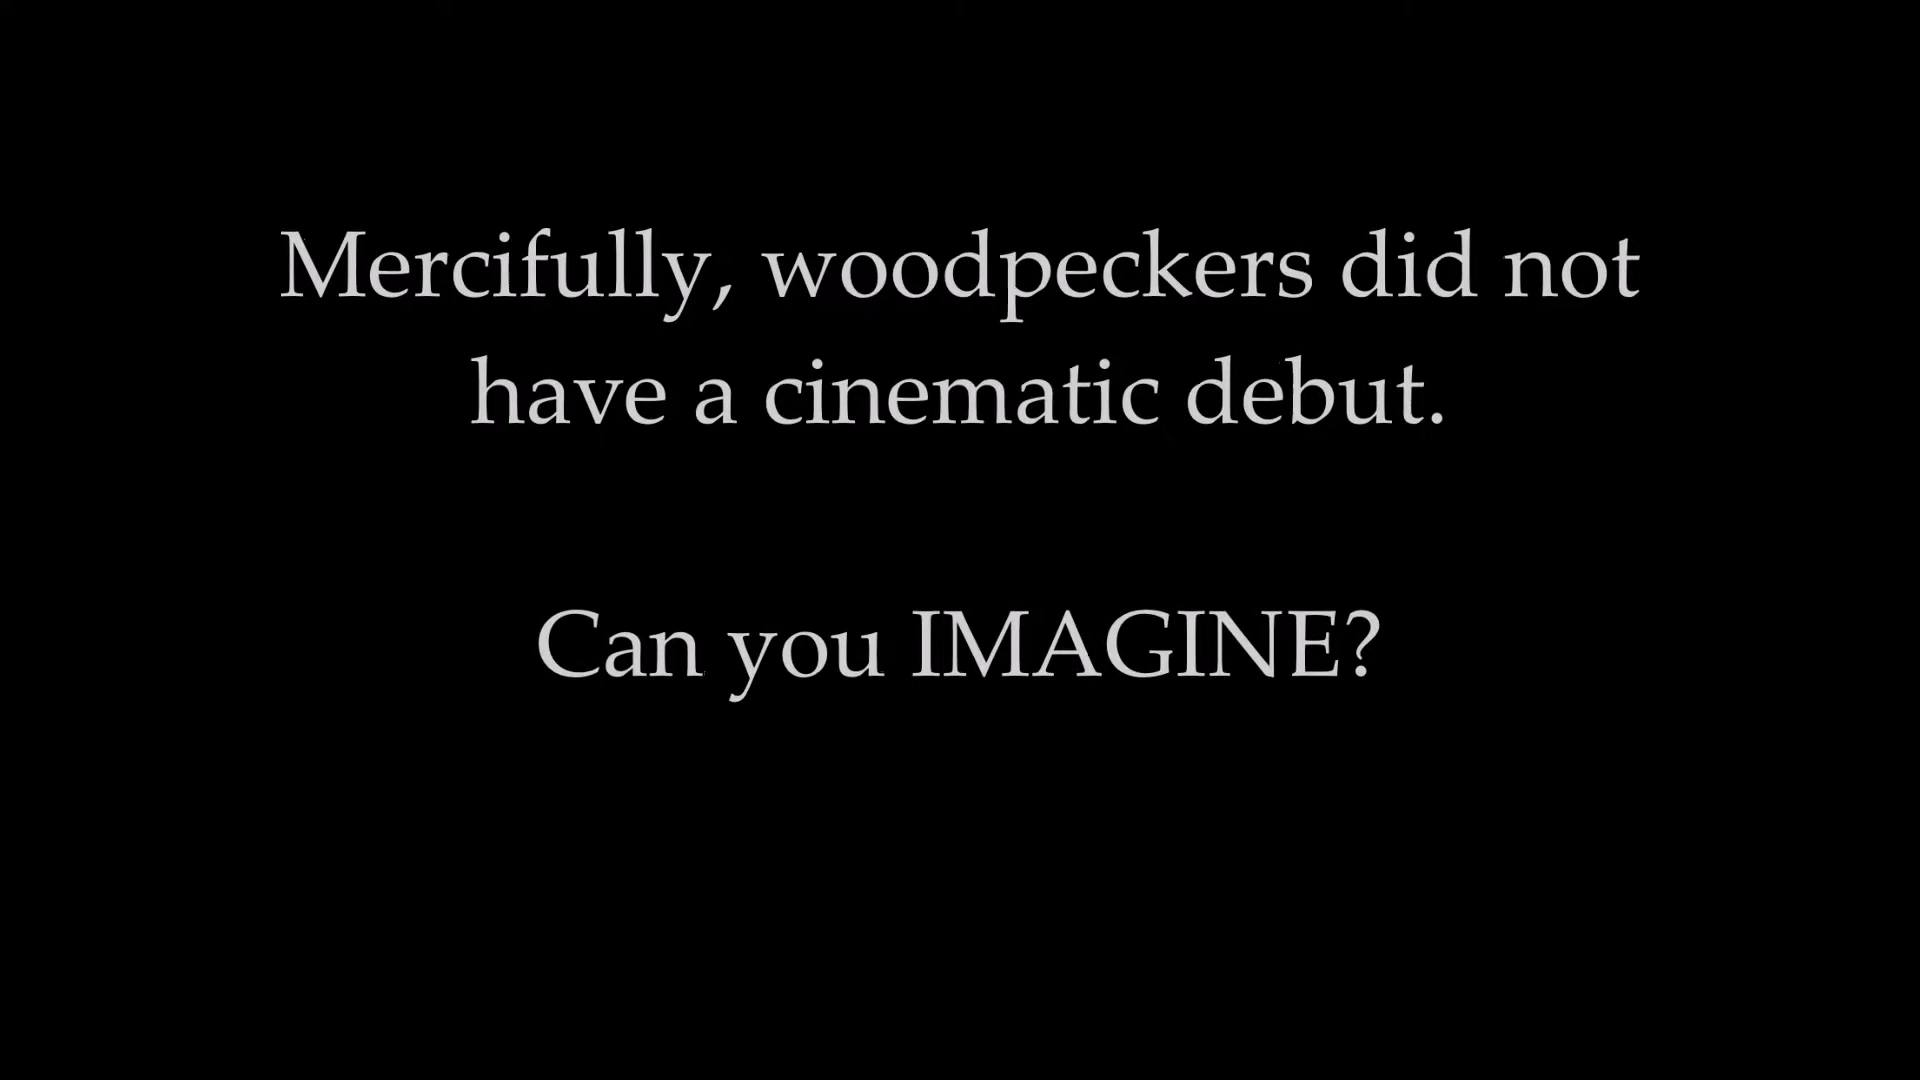 Mercifully, woodpeckers did not
have a cinematic debut.
Can you IMAGINE?